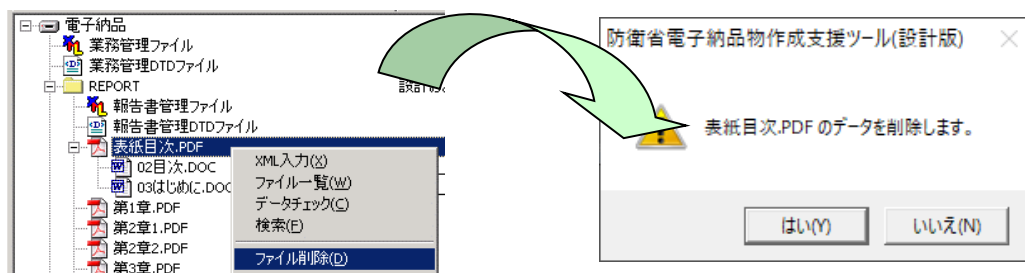 電子納品
業務管理ファイル
業務管理DTDファイル
REPORT
報告書管理ファイル
報告書管理DTDファイル
表紙目次.PDF
02目次.DOC
03はじめに.DOC
第1章.PDF
第2章1.PDF
第2章2.PDF
第3章.PDF
XML入力(X)
ファイル一覧(W)
データチェック(C)
検索(F)
ファイル削除(D)
防衛省電子納品物作成支援ツール(設計版)
表紙目次.PDF のデータを削除します。
はい(Y)
いいえ(N)